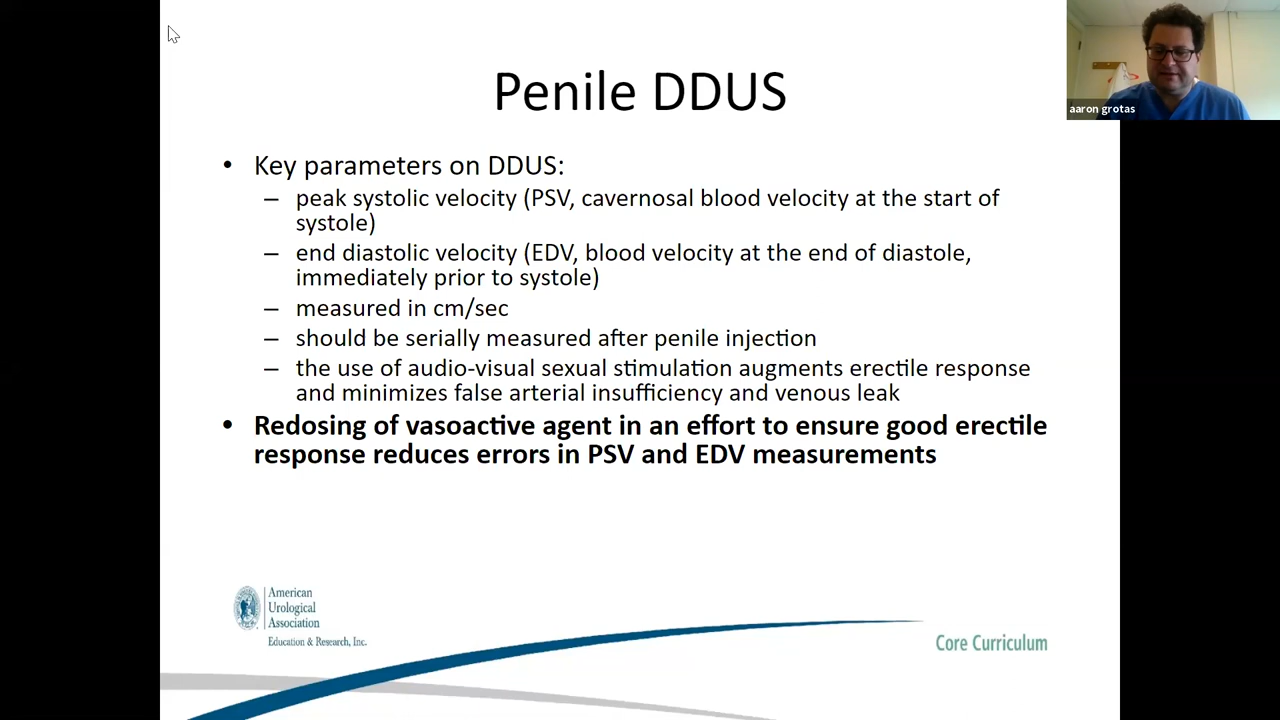 Penile DDUS
aaron grotas
• Key parameters on DDUS:
– peak systolic velocity (PSV, cavernosal blood velocity at the start of
systole)
– end diastolic velocity (EDV, blood velocity at the end of diastole,
immediately prior to systole)
– measured in cm/sec
– should be serially measured after penile injection
– the use of audio-visual sexual stimulation augments erectile response
and minimizes false arterial insufficiency and venous leak
• Redosing of vasoactive agent in an effort to ensure good erectile
response reduces errors in PSV and EDV measurements
American
Urological
Association
Education & Research, Inc.
Core Curriculum